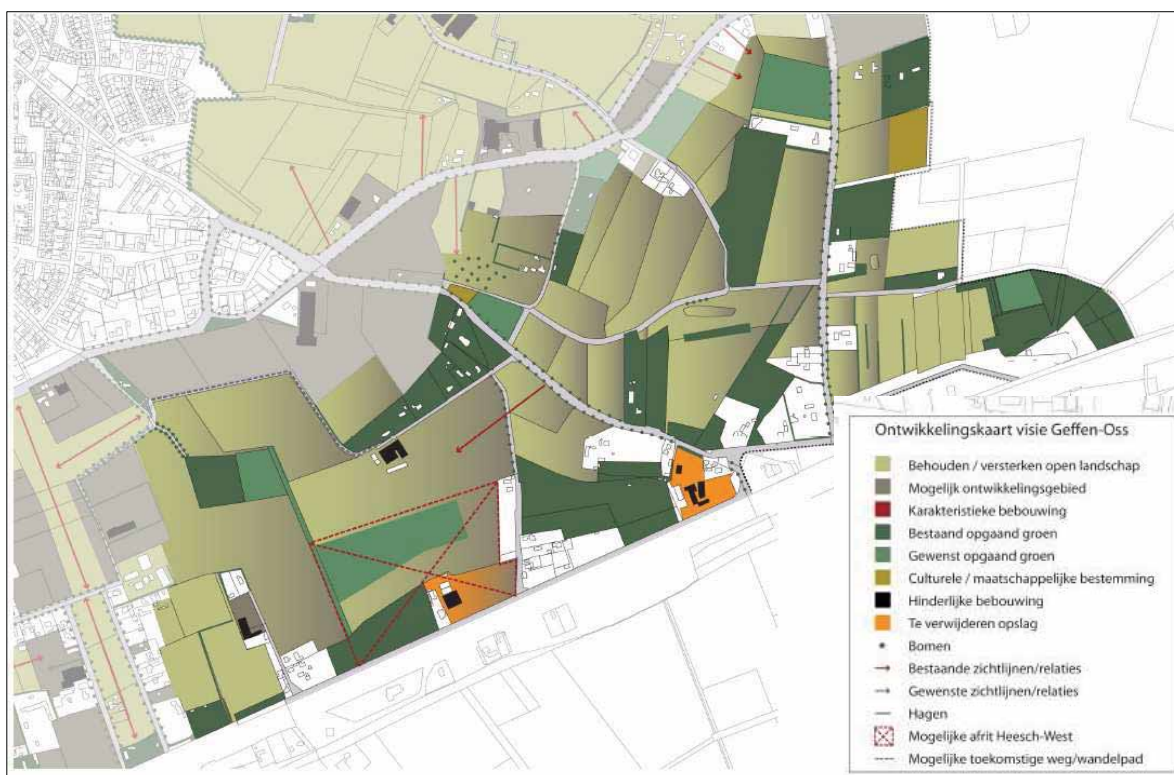 Ontwikkelingskaart visie Geffen-Oss
Behouden / versterken open landschap
Mogelijk ontwikkelingsgebied
Karakteristieke bebouwing
Bestaand opgaand groen
Gewenst opgaand groen
Culturele / maatschappelijke bestemming
Hinderlijke bebouwing
Te verwijderen opslag
Bomen
Bestaande zichtlijnen/relaties
Gewenste zichtlijnen/relaties
Hagen
Mogelijke afrit Heesch-West
Mogelijke toekomstige weg/wandelpad